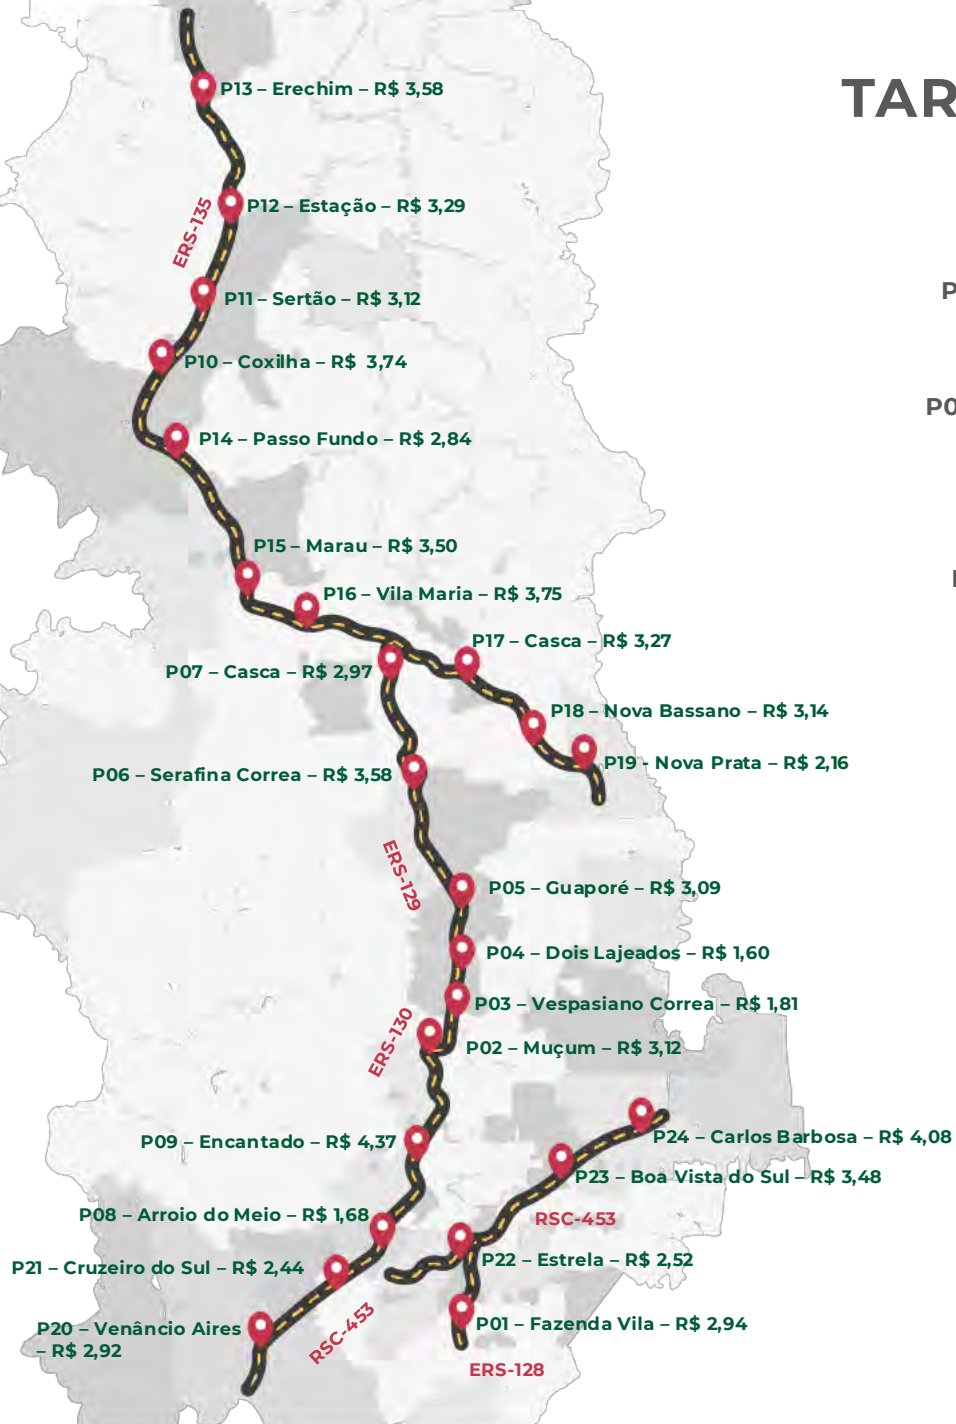 TAR
P13 – Erechim – R$ 3,58
P12 – Estação – R$ 3,29
ERS-135
P11 – Sertão – R$ 3,12
P
P10 – Coxilha – R$ 3,74
P0
P14 – Passo Fundo – R$ 2,84
P15 – Marau – R$ 3,50
P16 – Vila Maria – R$ 3,75
P17 – Casca – R$ 3,27
P07 – Casca – R$ 2,97
P18 – Nova Bassano – R$ 3,14
P19 - Nova Prata – R$ 2,16
P06 – Serafina Correa – R$ 3,58
ERS-129
P05 – Guaporé – R$ 3,09
P04 – Dois Lajeados – R$ 1,60
P03 – Vespasiano Correa – R$ 1,81
ERS-130
P02 – Muçum – R$ 3,12
P24 – Carlos Barbosa – R$ 4,08
P09 – Encantado – R$ 4,37
P23 – Boa Vista do Sul – R$ 3,48
P08 – Arroio do Meio – R$ 1,68
RSC-453
P22 – Estrela – R$ 2,52
P21 – Cruzeiro do Sul – R$ 2,44
RSC-453
P01 – Fazenda Vila – R$ 2,94
P20 – Venâncio Aires
– R$ 2,92
ERS-128